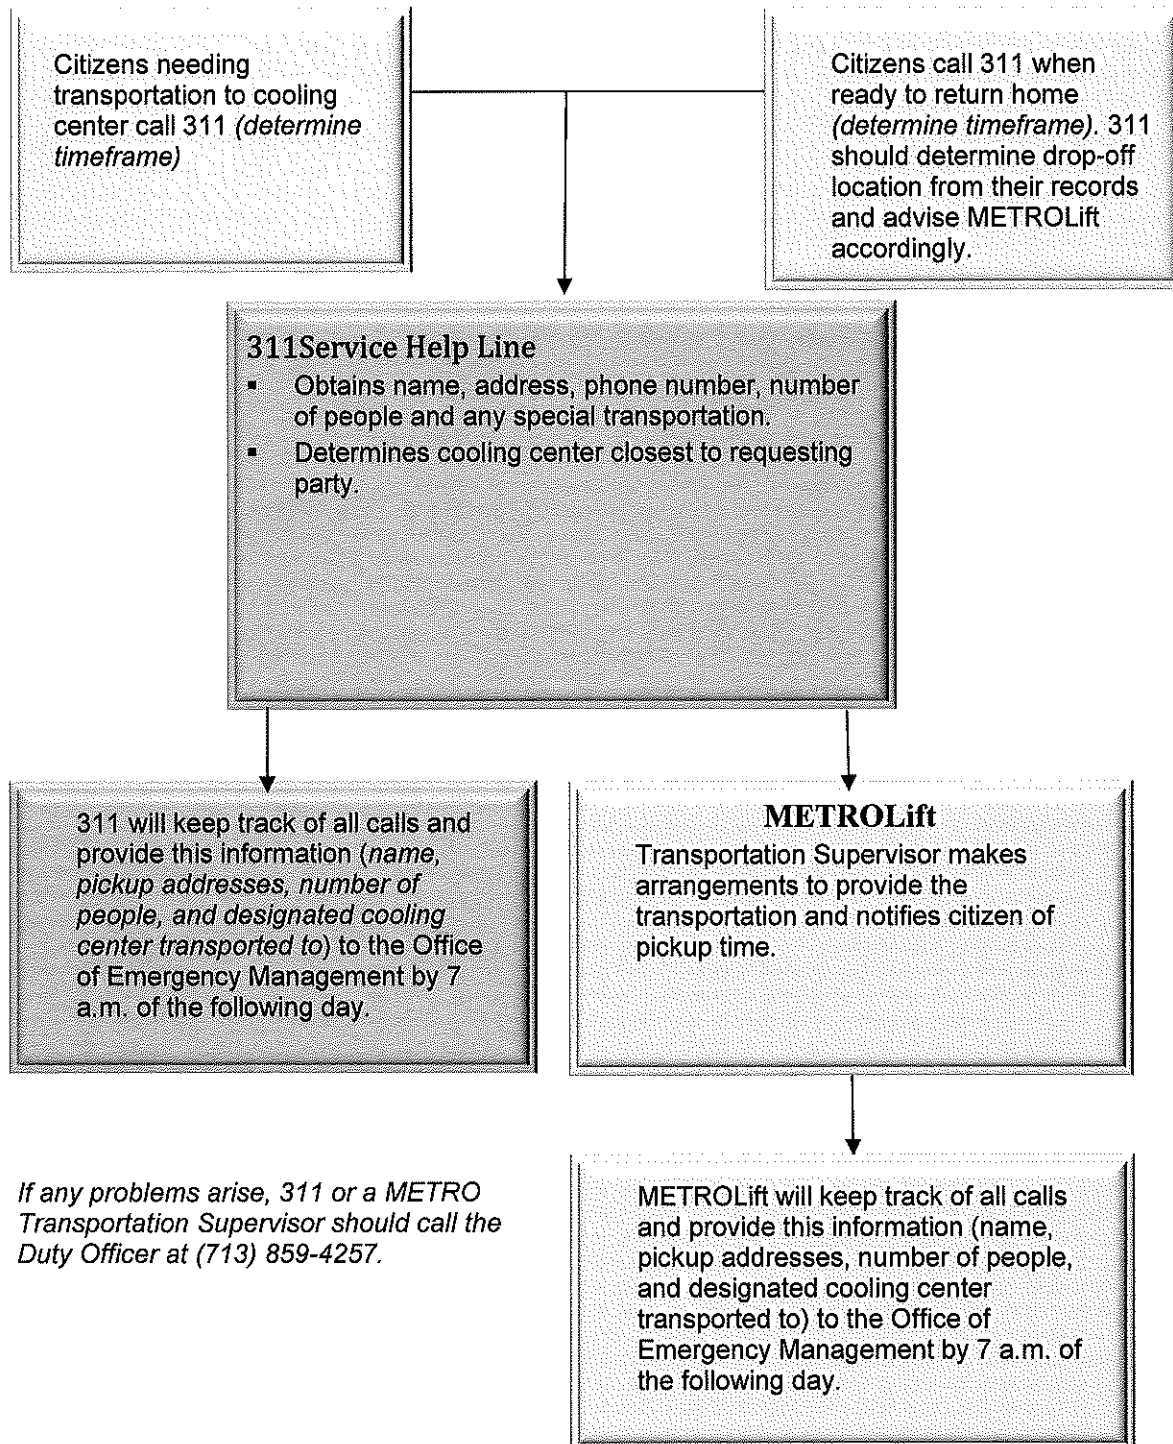 Citizens needing
transportation to cooling
center call 311 (determine
timeframe)
Citizens call 311 when
ready to return home
(determine timeframe). 311
should determine drop-off
location from their records
and advise METROLift
accordingly.
311Service Help Line
▪ Obtains name, address, phone number, number
of people and any special transportation.
▪ Determines cooling center closest to requesting
party.
311 will keep track of all calls and
provide this information (name,
pickup addresses, number of
people, and designated cooling
center transported to) to the Office
of Emergency Management by 7
a.m. of the following day.
METROLift
Transportation Supervisor makes
arrangements to provide the
transportation and notifies citizen of
pickup time.
If any problems arise, 311 or a METRO
Transportation Supervisor should call the
Duty Officer at (713) 859-4257.
METROLift will keep track of all calls
and provide this information (name,
pickup addresses, number of people,
and designated cooling center
transported to) to the Office of
Emergency Management by 7 a.m. of
the following day.